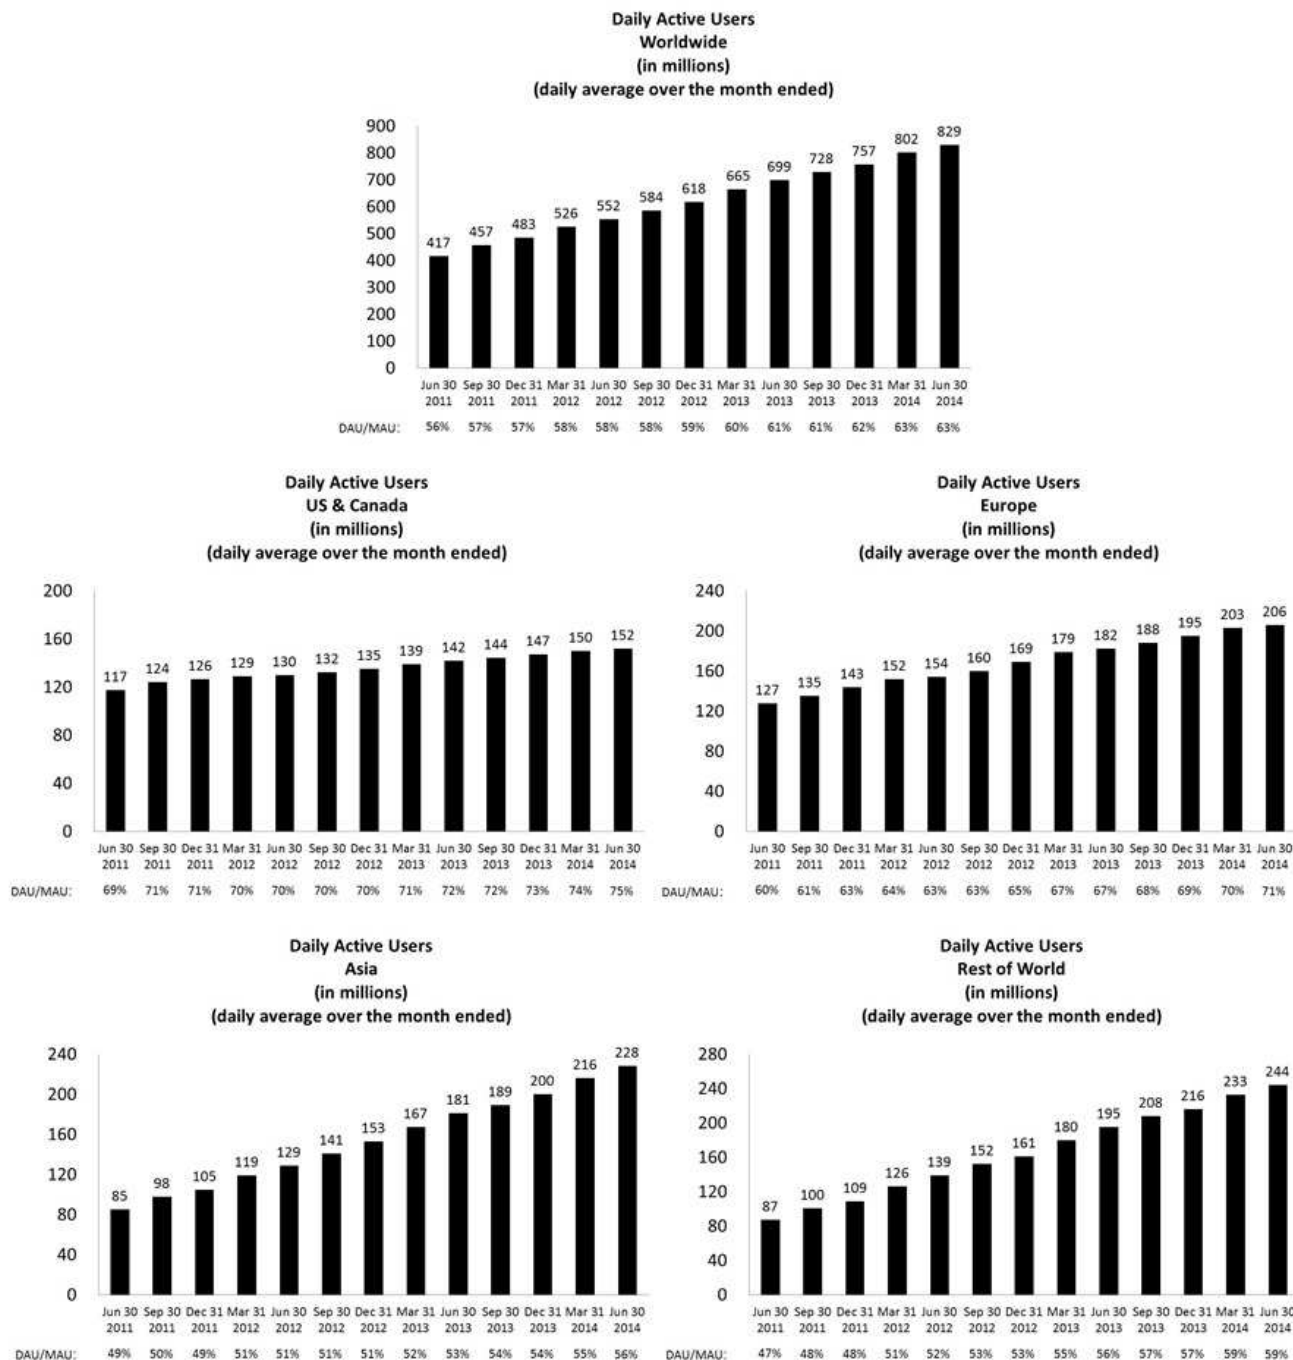 Daily Active Users
Worldwide
(in millions)
(daily average over the month ended)
900
800
700
600
500
400
300
200
100
0
417 457 483 526 552 584 618 665 699 728 757 802 829
Jun 30 Sep 30 Dec 31 Mar 31 Jun 30 Sep 30 Dec 31 Mar 31 Jun 30 Sep 30 Dec 31 Mar 31 Jun 30
2011 2011 2011 2012 2012 2012 2012 2013 2013 2013 2013 2014 2014
DAU/MAU: 56% 57% 57% 58% 58% 58% 59% 60% 61% 61% 62% 63% 63%
Daily Active Users
US & Canada
(in millions)
(daily average over the month ended)
200
160
120
80
40
0
117 124 126 129 130 132 135 139 142 144 147 150 152
Jun 30 Sep 30 Dec 31 Mar 31 Jun 30 Sep 30 Dec 31 Mar 31 Jun 30 Sep 30 Dec 31 Mar 31 Jun 30
2011 2011 2011 2012 2012 2012 2012 2013 2013 2013 2013 2014 2014
DAU/MAU: 69% 71% 71% 70% 70% 70% 70% 71% 72% 72% 73% 74% 75%
Daily Active Users
Europe
(in millions)
(daily average over the month ended)
240
200
160
120
80
40
0
127 135 143 152 154 160 169 179 182 188 195 203 206
Jun 30 Sep 30 Dec 31 Mar 31 Jun 30 Sep 30 Dec 31 Mar 31 Jun 30 Sep 30 Dec 31 Mar 31 Jun 30
2011 2011 2011 2012 2012 2012 2012 2013 2013 2013 2013 2014 2014
DAU/MAU: 60% 61% 63% 64% 63% 63% 65% 67% 67% 68% 69% 70% 71%
Daily Active Users
Asia
(in millions)
(daily average over the month ended)
240
200
160
120
80
40
0
85 98 105 119 129 141 153 167 181 189 200 216 228
Jun 30 Sep 30 Dec 31 Mar 31 Jun 30 Sep 30 Dec 31 Mar 31 Jun 30 Sep 30 Dec 31 Mar 31 Jun 30
2011 2011 2011 2012 2012 2012 2012 2013 2013 2013 2013 2014 2014
DAU/MAU: 49% 50% 49% 51% 51% 51% 51% 52% 53% 54% 54% 55% 56%
Daily Active Users
Rest of World
(in millions)
(daily average over the month ended)
280
240
200
160
120
80
40
0
87 100 109 126 139 152 161 180 195 208 216 233 244
Jun 30 Sep 30 Dec 31 Mar 31 Jun 30 Sep 30 Dec 31 Mar 31 Jun 30 Sep 30 Dec 31 Mar 31 Jun 30
2011 2011 2011 2012 2012 2012 2012 2013 2013 2013 2013 2014 2014
DAU/MAU: 47% 48% 48% 51% 52% 53% 53% 55% 56% 57% 57% 59% 59%